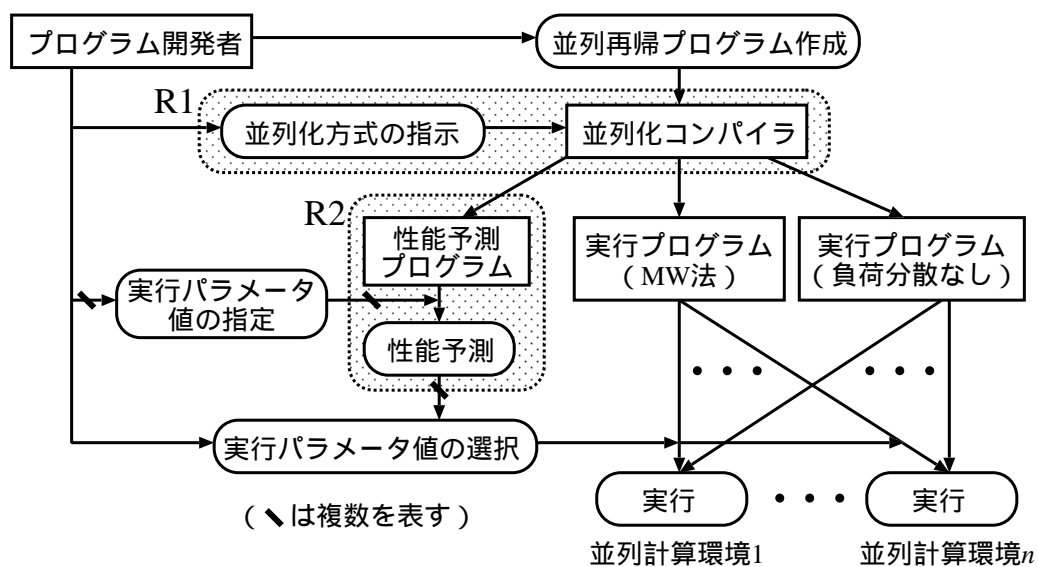 プログラム開発者
並列再帰プログラム作成
R1
並列化方式の指示
並列化コンパイラ
R2
性能予測
プログラム
実行プログラム
（MW法）
実行プログラム
（負荷分散なし）
実行パラメータ
値の指定
性能予測
実行パラメータ値の選択
実行
実行
（ は複数を表す）
並列計算環境1
並列計算環境n